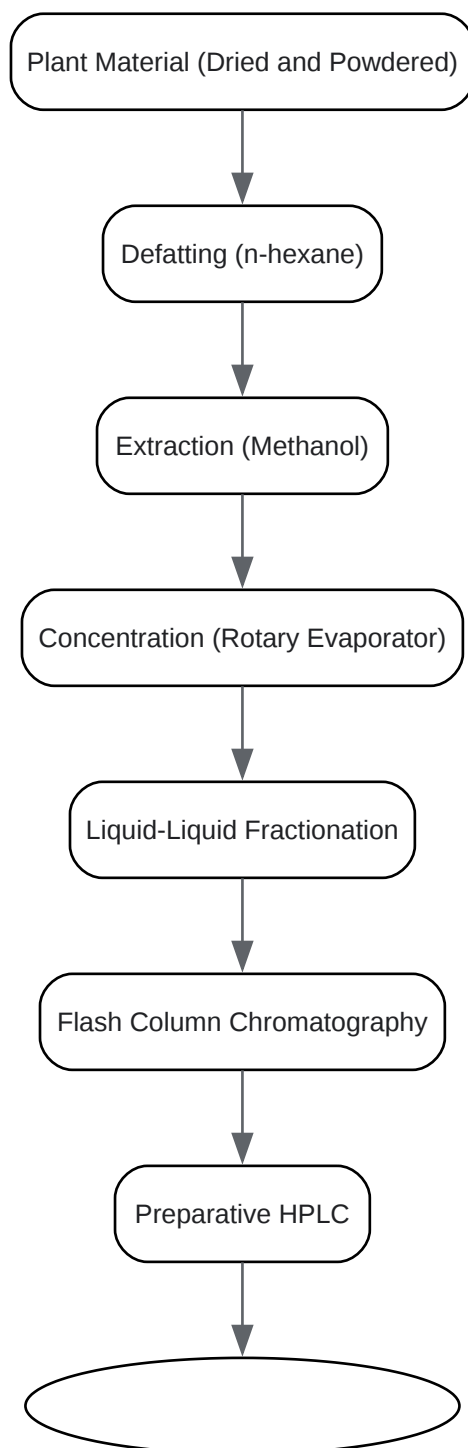 Plant Material (Dried and Powdered)
Defatting (n-hexane)
Extraction (Methanol)
Concentration (Rotary Evaporator)
Liquid-Liquid Fractionation
Flash Column Chromatography
Preparative HPLC